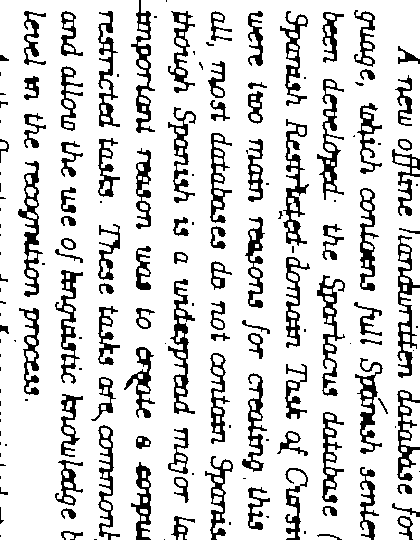 A new offline handwritten database for
guage, which contains full Spanish senten
been developed: the Spartacus database (
Spanish Restricted-domain Task of Cursiv
were two main reasons for creating this
all, most databases do not contain Spanis
though Spanish is a widespread major la
important reason was to create a corpu
restricted tasks. These tasks are common
and allow the use of linguistic knowledge b
level in the recognition process.